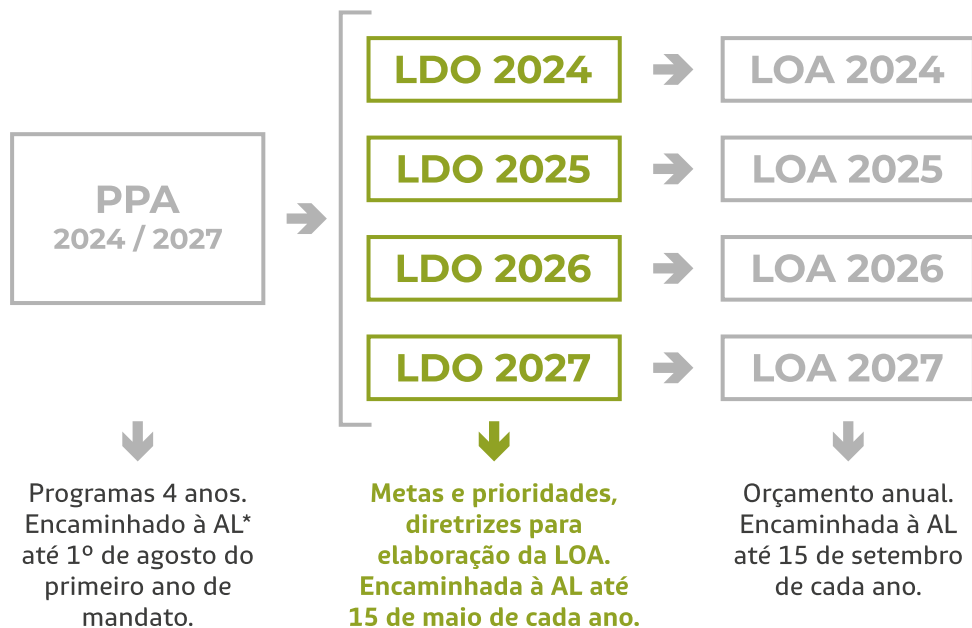 PPA
2024 / 2027
LDO 2024
LOA 2024
LDO 2025
LOA 2025
LDO 2026
LOA 2026
LDO 2027
LOA 2027
Programas 4 anos.
Encaminhado à AL*
até 1º de agosto do
primeiro ano de
mandato.
Metas e prioridades,
diretrizes para
elaboração da LOA.
Encaminhada à AL até
15 de maio de cada ano.
Orçamento anual.
Encaminhada à AL
até 15 de setembro
de cada ano.